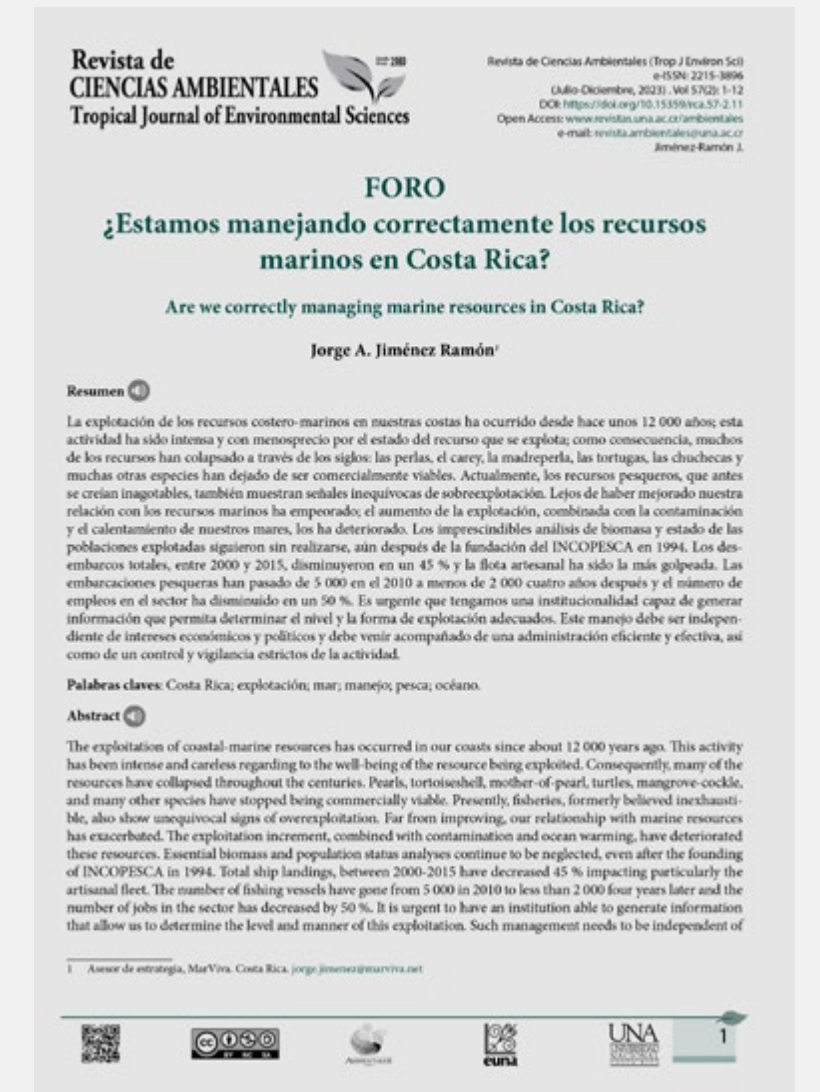 Revista de
CIENCIAS AMBIENTALES
Tropical Journal of Environmental Sciences
Revista de Ciencias Ambientales (Trop J Environ Sci)
e-ISSN: 2215-3896
(Julio-Diciembre, 2023) . Vol 57(2): 1-12
DOI: https://doi.org/10.15359/rca.57-2.11
Open Access: www.revistas.una.ac.cr/ambientales
e-mail: revista.ambientales@una.ac.cr
Jiménez-Ramón J.
FORO
¿Estamos manejando correctamente los recursos
marinos en Costa Rica?
Are we correctly managing marine resources in Costa Rica?
Jorge A. Jiménez Ramón¹
Resumen
La explotación de los recursos costero-marinos en nuestras costas ha ocurrido desde hace unos 12 000 años; esta
actividad ha sido intensa y con menosprecio por el estado del recurso que se explota; como consecuencia, muchos
de los recursos han colapsado a través de los siglos: las perlas, el carey, la madreperla, las tortugas, las chuchecas y
muchas otras especies han dejado de ser comercialmente viables. Actualmente, los recursos pesqueros, que antes
se creían inagotables, también muestran señales inequívocas de sobreexplotación. Lejos de haber mejorado nuestra
relación con los recursos marinos ha empeorado; el aumento de la explotación, combinada con la contaminación
y el calentamiento de nuestros mares, los ha deteriorado. Los imprescindibles análisis de biomasa y estado de las
poblaciones explotadas siguieron sin realizarse, aún después de la fundación del INCOPESCA en 1994. Los des-
embarcos totales, entre 2000 y 2015, disminuyeron en un 45 % y la flota artesanal ha sido la más golpeada. Las
embarcaciones pesqueras han pasado de 5 000 en el 2010 a menos de 2 000 cuatro años después y el número de
empleos en el sector ha disminuido en un 50 %. Es urgente que tengamos una institucionalidad capaz de generar
información que permita determinar el nivel y la forma de explotación adecuados. Este manejo debe ser indepen-
diente de intereses económicos y políticos y debe venir acompañado de una administración eficiente y efectiva, así
como de un control y vigilancia estrictos de la actividad.
Palabras claves: Costa Rica; explotación; mar; manejo; pesca; océano.
Abstract
The exploitation of coastal-marine resources has occurred in our coasts since about 12 000 years ago. This activity
has been intense and careless regarding to the well-being of the resource being exploited. Consequently, many of the
resources have collapsed throughout the centuries. Pearls, tortoiseshell, mother-of-pearl, turtles, mangrove-cockle,
and many other species have stopped being commercially viable. Presently, fisheries, formerly believed inexhausti-
ble, also show unequivocal signs of overexploitation. Far from improving, our relationship with marine resources
has exacerbated. The exploitation increment, combined with contamination and ocean warming, have deteriorated
these resources. Essential biomass and population status analyses continue to be neglected, even after the founding
of INCOPESCA in 1994. Total ship landings, between 2000-2015 have decreased 45 % impacting particularly the
artisanal fleet. The number of fishing vessels have gone from 5 000 in 2010 to less than 2 000 four years later and the
number of jobs in the sector has decreased by 50 %. It is urgent to have an institution able to generate information
that allow us to determine the level and manner of this exploitation. Such management needs to be independent of
1 Asesor de estrategia, MarViva. Costa Rica. jorge.jimenez@marviva.net
CC BY NC SA
AMBIENTALES
euna
UNA
UNIVERSIDAD
NACIONAL
1